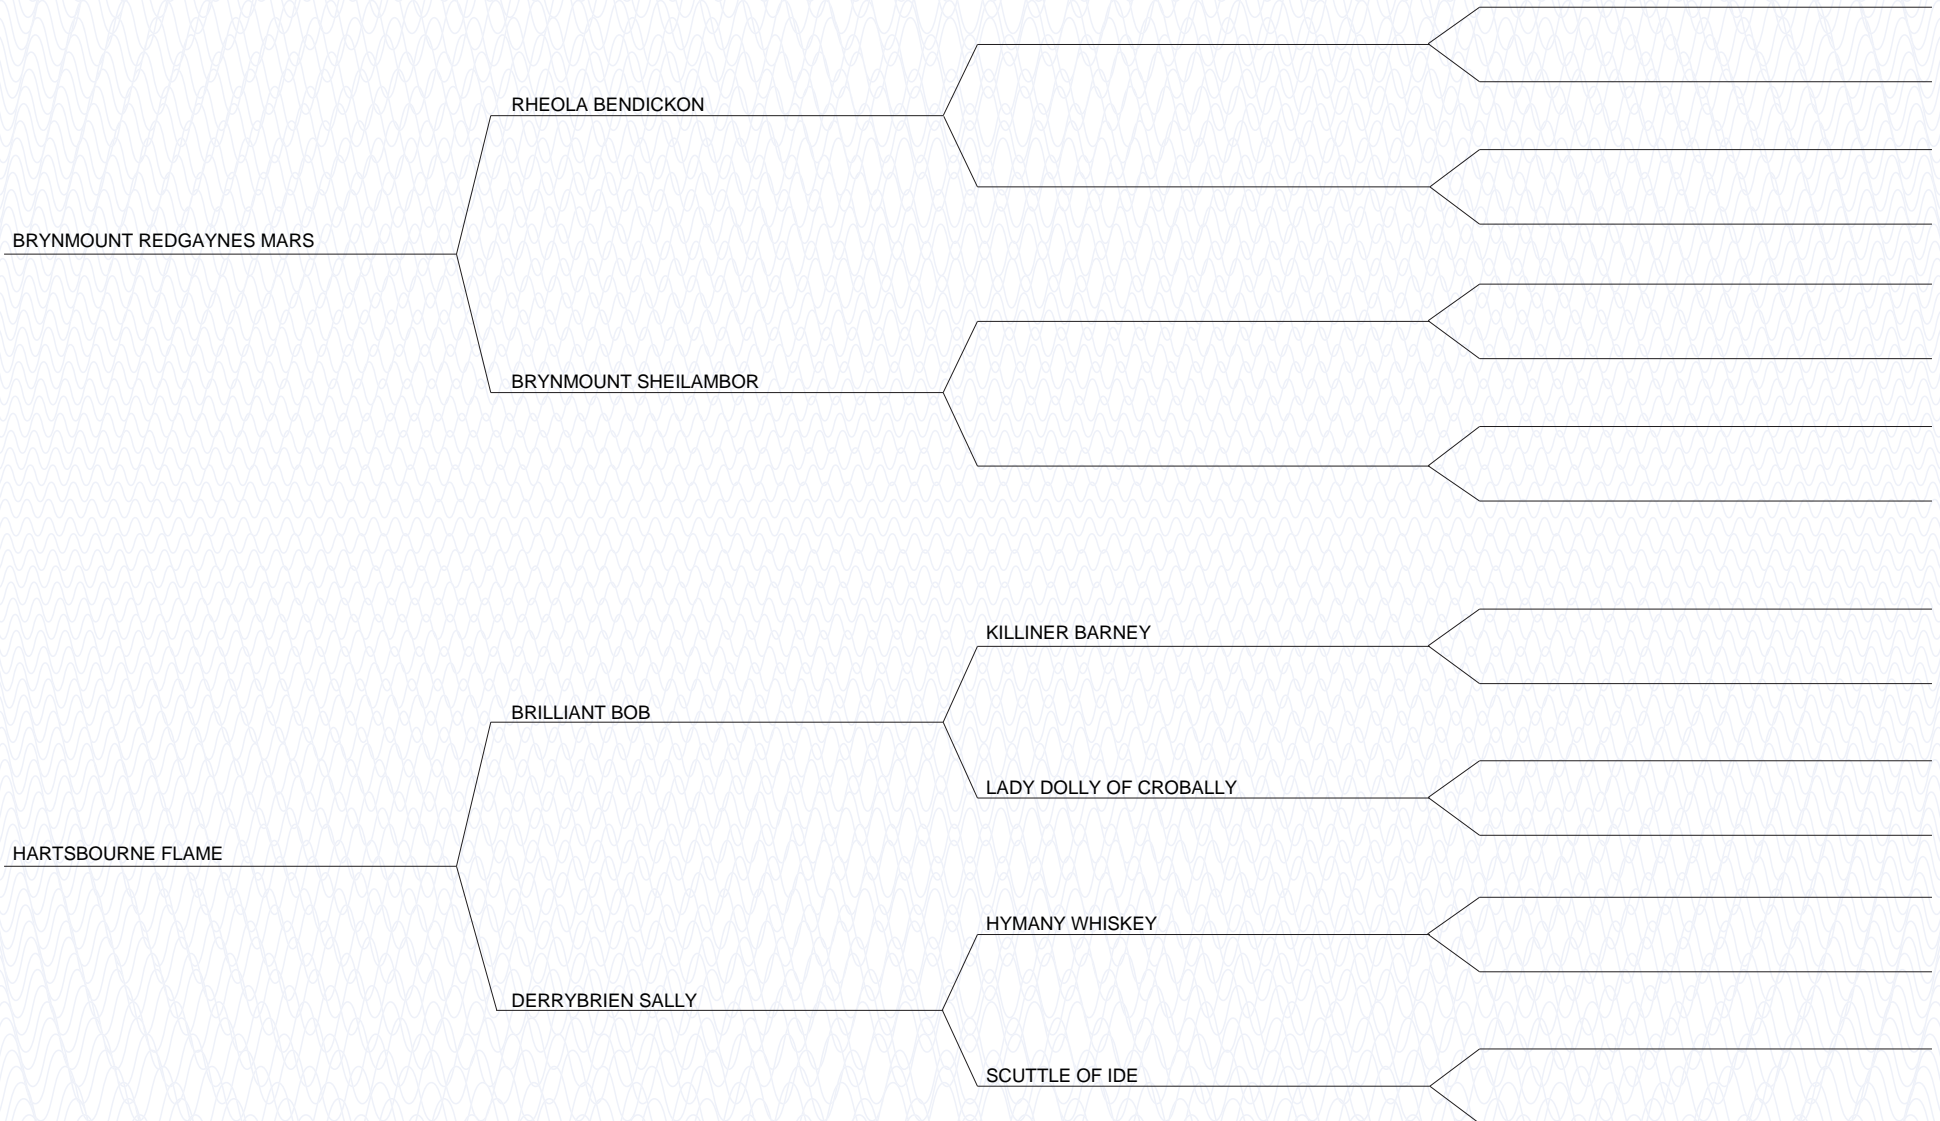 RHEOLA BENDICKON
BRYNMOUNT REDGAYNES MARS
BRYNMOUNT SHEILAMBOR
KILLINER BARNEY
BRILLIANT BOB
LADY DOLLY OF CROBALLY
HARTSBOURNE FLAME
HYMANY WHISKEY
DERRYBRIEN SALLY
SCUTTLE OF IDE